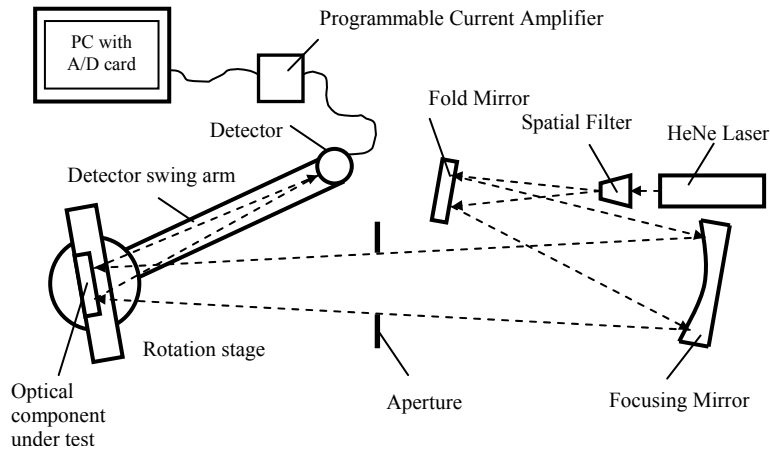 Programmable Current Amplifier
PC with
A/D card
Fold Mirror
Spatial Filter
HeNe Laser
Detector
Detector swing arm
Rotation stage
Optical
component
under test
Aperture
Focusing Mirror